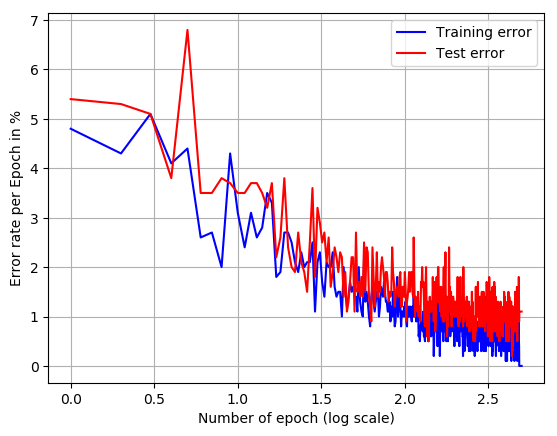 Training error
Test error
7
6
5
4
3
2
1
0
Error rate per Epoch in %
0.0 0.5 1.0 1.5 2.0 2.5
Number of epoch (log scale)